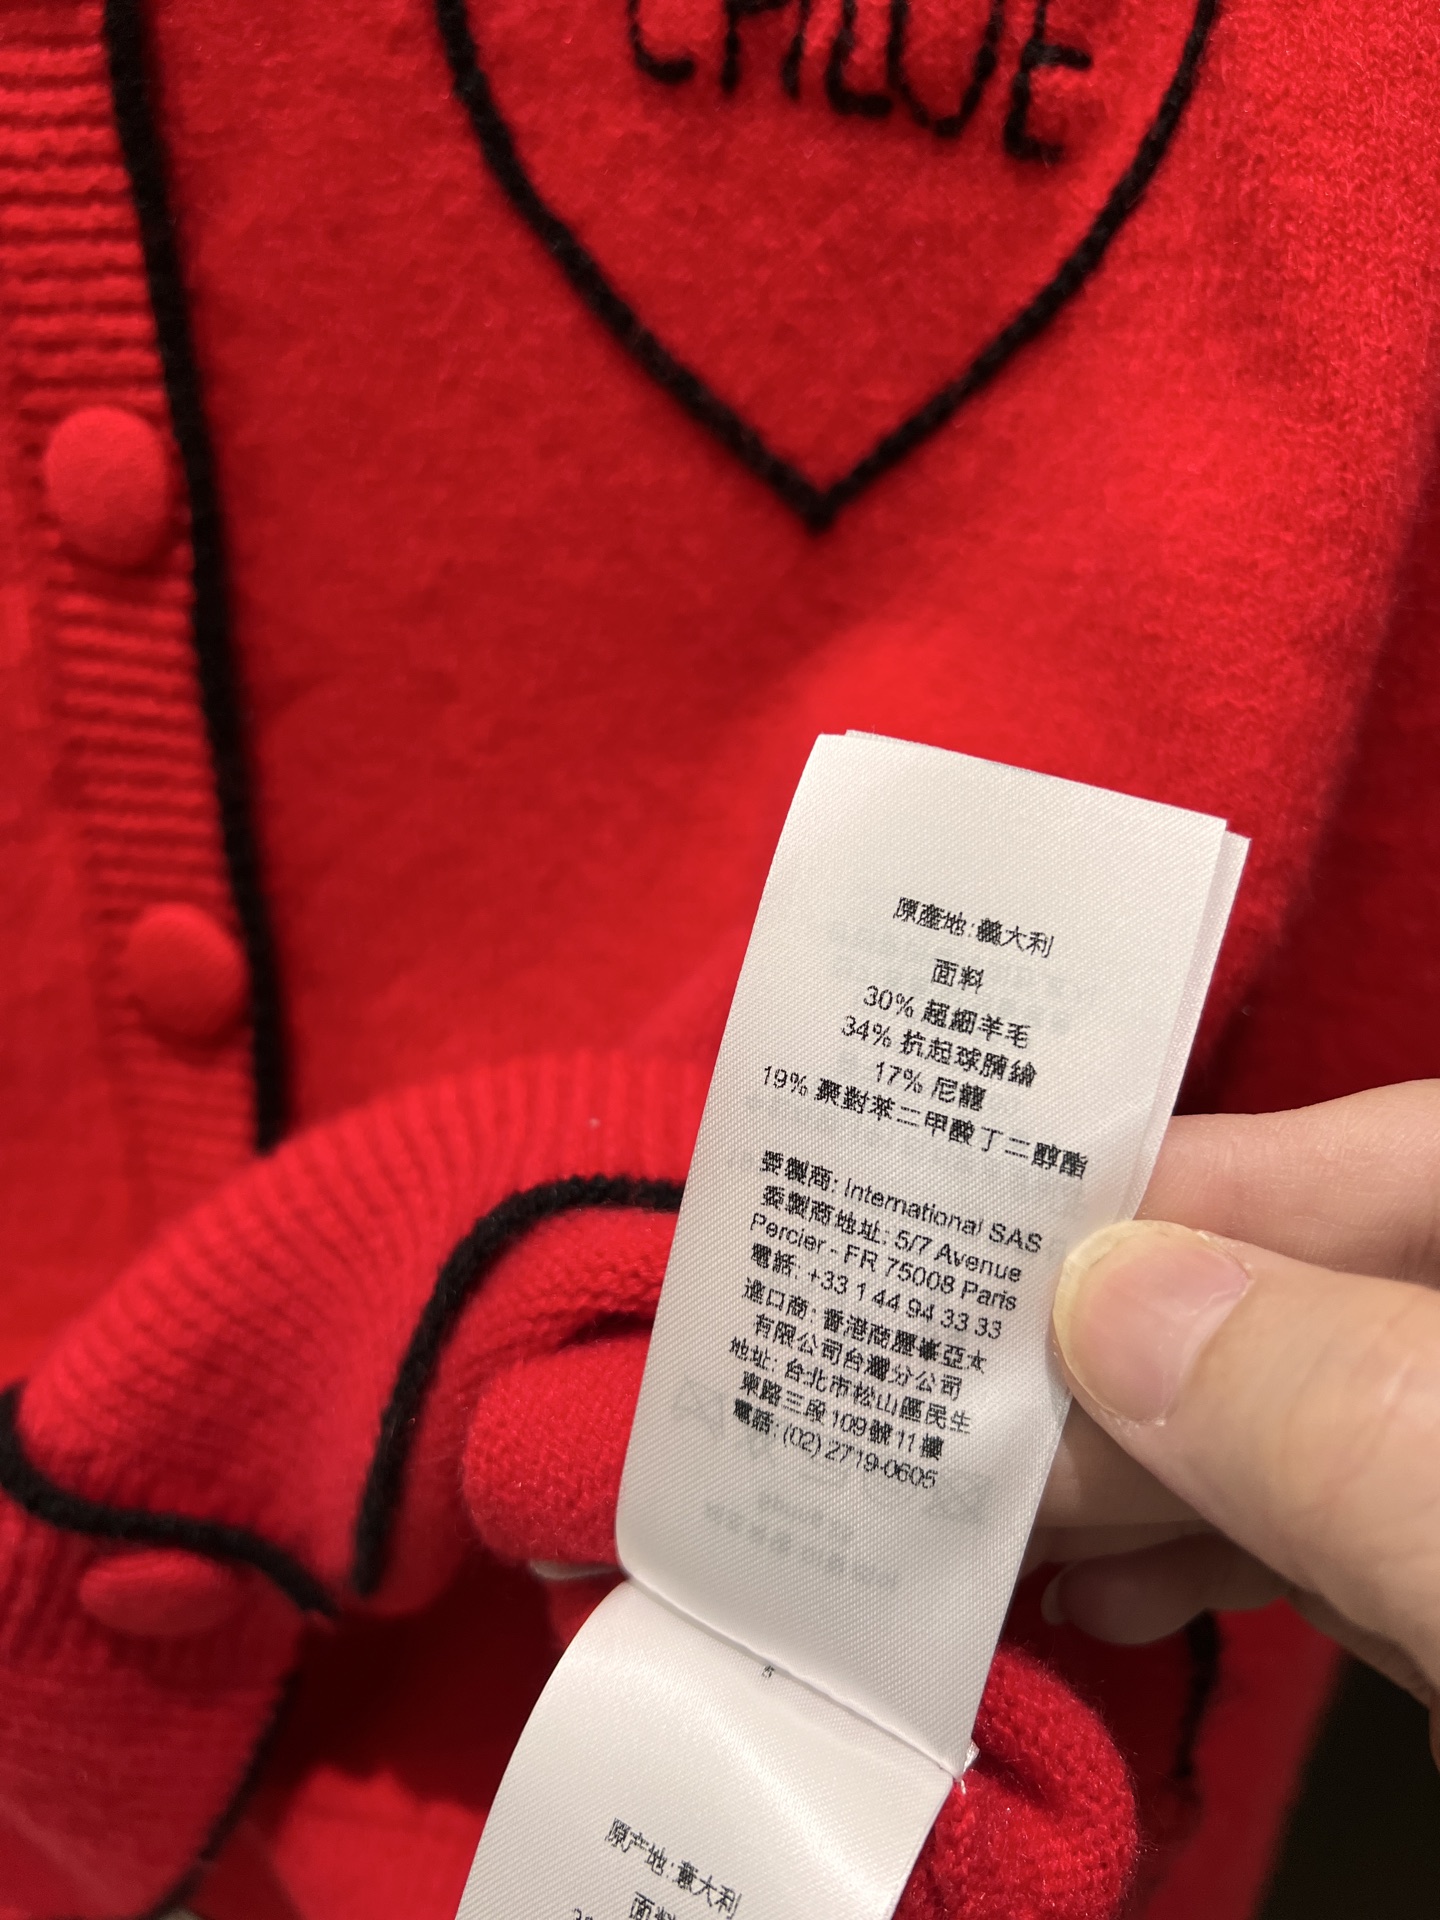 CHLOE
原產地: 義大利
面料
30% 超細羊毛
34% 抗起球腈綸
17% 尼龍
19% 聚對苯二甲酸丁二醇酯
委製商: International SAS
委製商地址: 5/7 Avenue
Percier - FR 75008 Paris
電話: +33 1 44 94 33 33
進口商: 香港商歷峯亞太
有限公司台灣分公司
地址: 台北市松山區民生
東路三段109號11樓
電話: (02) 2719-0605
原产地: 意大利
面料